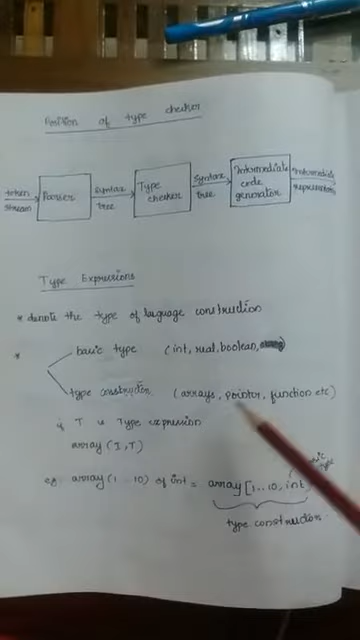 Position of type checker
token stream
Parser
syntax tree
Type checker
syntax tree
Intermediate code generator
Intermediate representation
Type Expressions
* denote the type of language construction
* basic type (int, real, boolean,
type constructor (arrays, pointer, function etc)
if T is Type expression
array (I, T)
eg: array (1..10) of int = array [1..10, int]
basic type
type construction